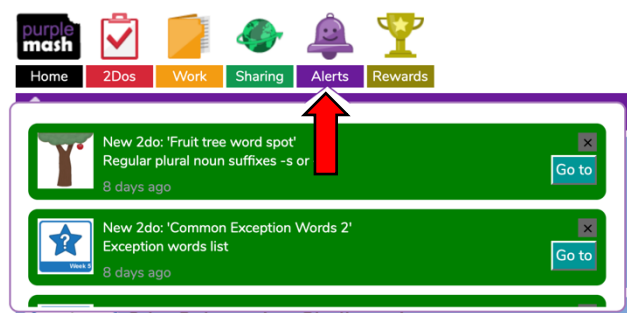 purple
mash
Home 2Dos Work Sharing Alerts Rewards
New 2do: 'Fruit tree word spot'
Regular plural noun suffixes -s or
8 days ago
Go to
New 2do: 'Common Exception Words 2'
Exception words list
8 days ago
Go to
Week 5